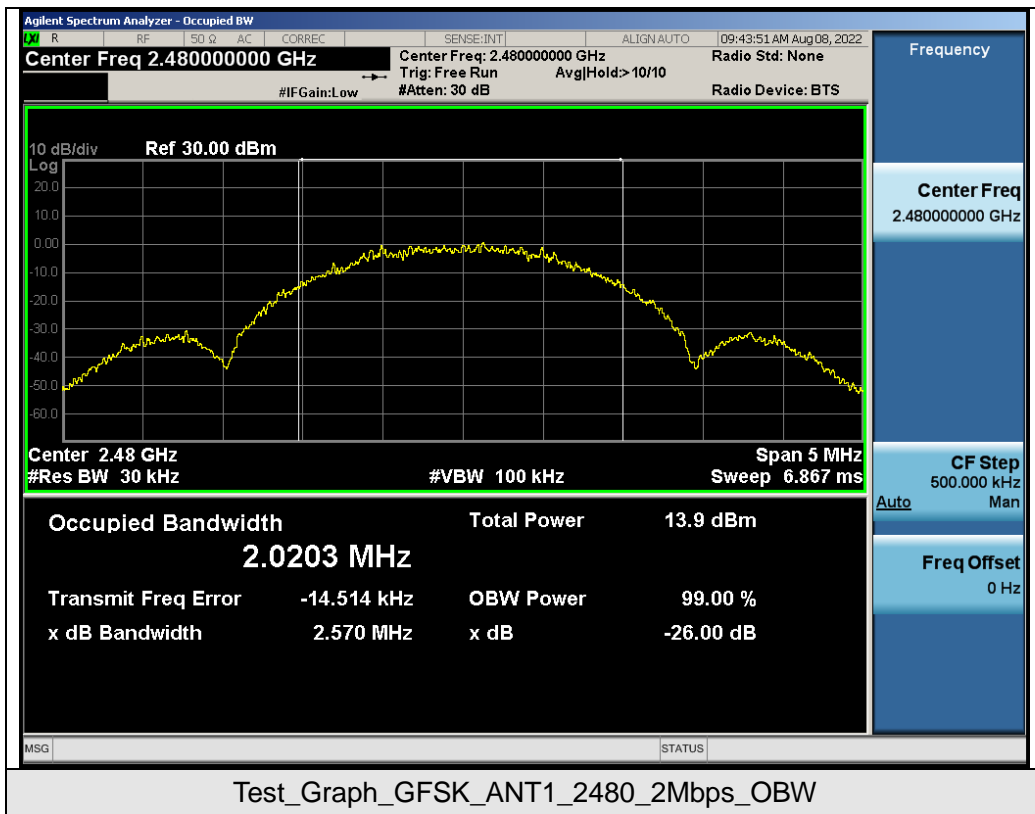 Agilent Spectrum Analyzer - Occupied BW
LXI R RF 50 Ω AC CORREC SENSE:INT ALIGN AUTO 09:43:51 AM Aug 08, 2022
Center Freq 2.480000000 GHz
Center Freq: 2.480000000 GHz Radio Std: None
Trig: Free Run Avg|Hold:> 10/10
#IFGain:Low #Atten: 30 dB Radio Device: BTS
10 dB/div Ref 30.00 dBm
Log
20.0
10.0
0.00
-10.0
-20.0
-30.0
-40.0
-50.0
-60.0
Center 2.48 GHz Span 5 MHz
#Res BW 30 kHz #VBW 100 kHz Sweep 6.867 ms
Occupied Bandwidth Total Power 13.9 dBm
2.0203 MHz
Transmit Freq Error -14.514 kHz OBW Power 99.00 %
x dB Bandwidth 2.570 MHz x dB -26.00 dB
MSG STATUS
Frequency
Center Freq
2.480000000 GHz
CF Step
500.000 kHz
Auto Man
Freq Offset
0 Hz
Test_Graph_GFSK_ANT1_2480_2Mbps_OBW